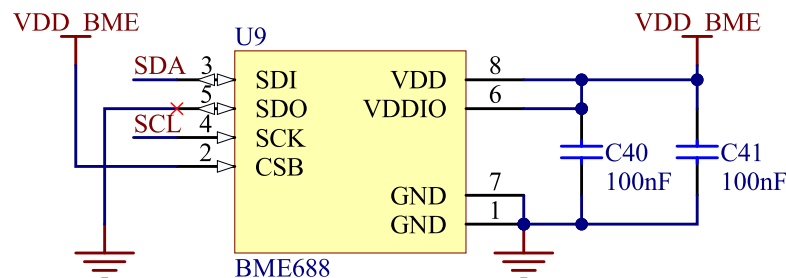 VDD_BME
U9
VDD_BME
SDA
3
SDI
VDD
8
5
SDO
VDDIO
6
SCL
4
SCK
2
CSB
C40
100nF
C41
100nF
GND
7
GND
1
BME688